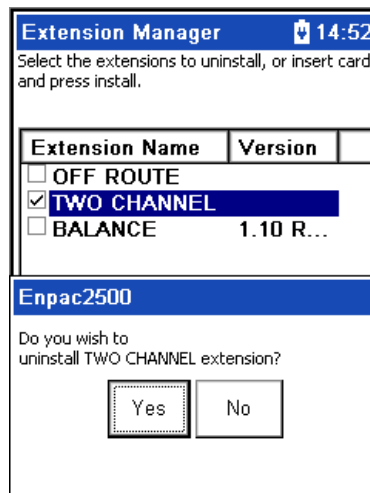 Extension Manager 14:52
Select the extensions to uninstall, or insert card
and press install.
Extension Name Version
OFF ROUTE
TWO CHANNEL
BALANCE 1.10 R...
Enpac2500
Do you wish to
uninstall TWO CHANNEL extension?
Yes No